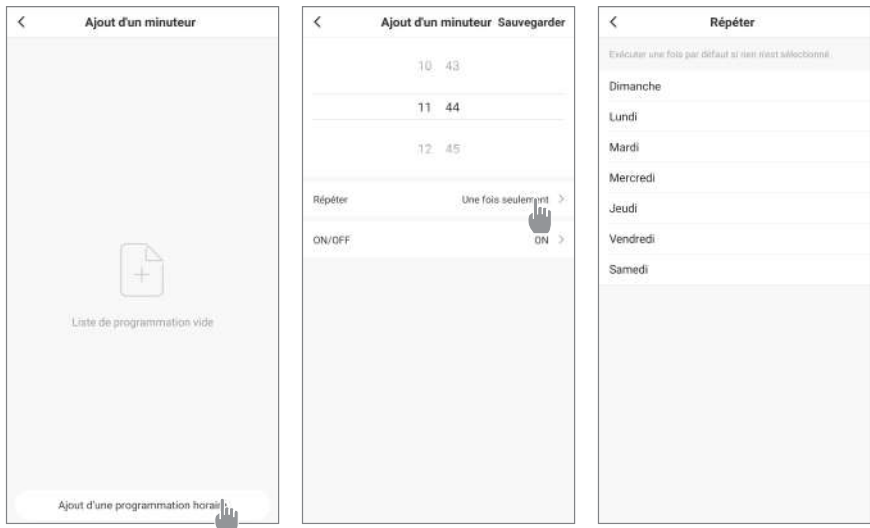 Ajout d'un minuteur
Liste de programmation vide
Ajout d'une programmation horaire
Ajout d'un minuteur Sauvegarder
10 43
11 44
12 45
Répéter Une fois seulement
ON/OFF ON
Répéter
Exécuter une fois par défaut si rien n'est sélectionné.
Dimanche
Lundi
Mardi
Mercredi
Jeudi
Vendredi
Samedi